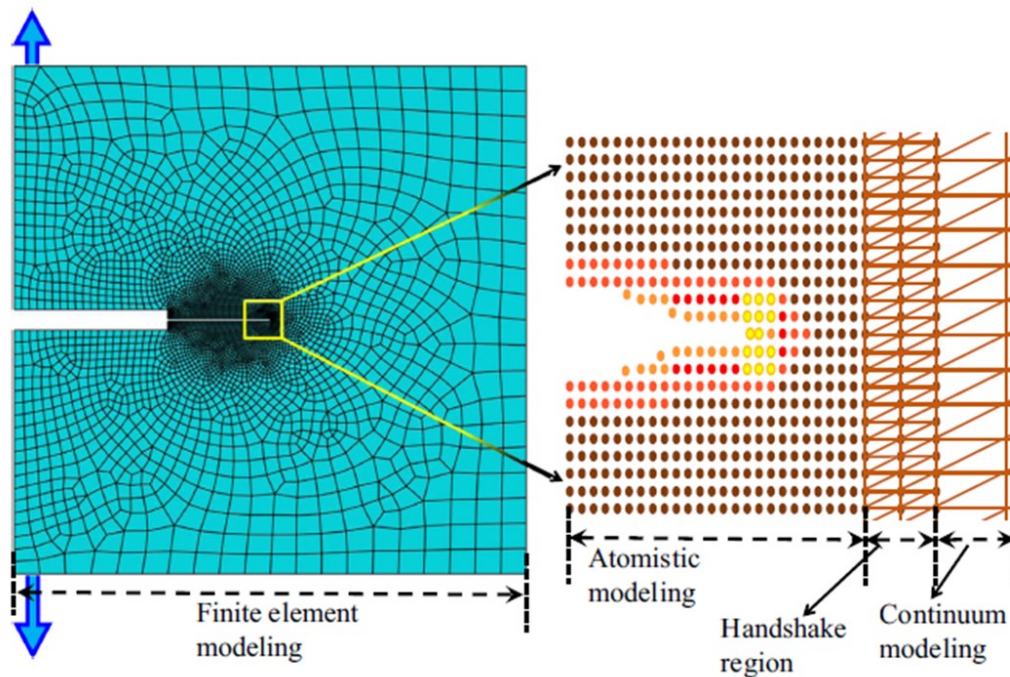 Finite element
modeling
Atomistic
modeling
Handshake
region
Continuum
modeling